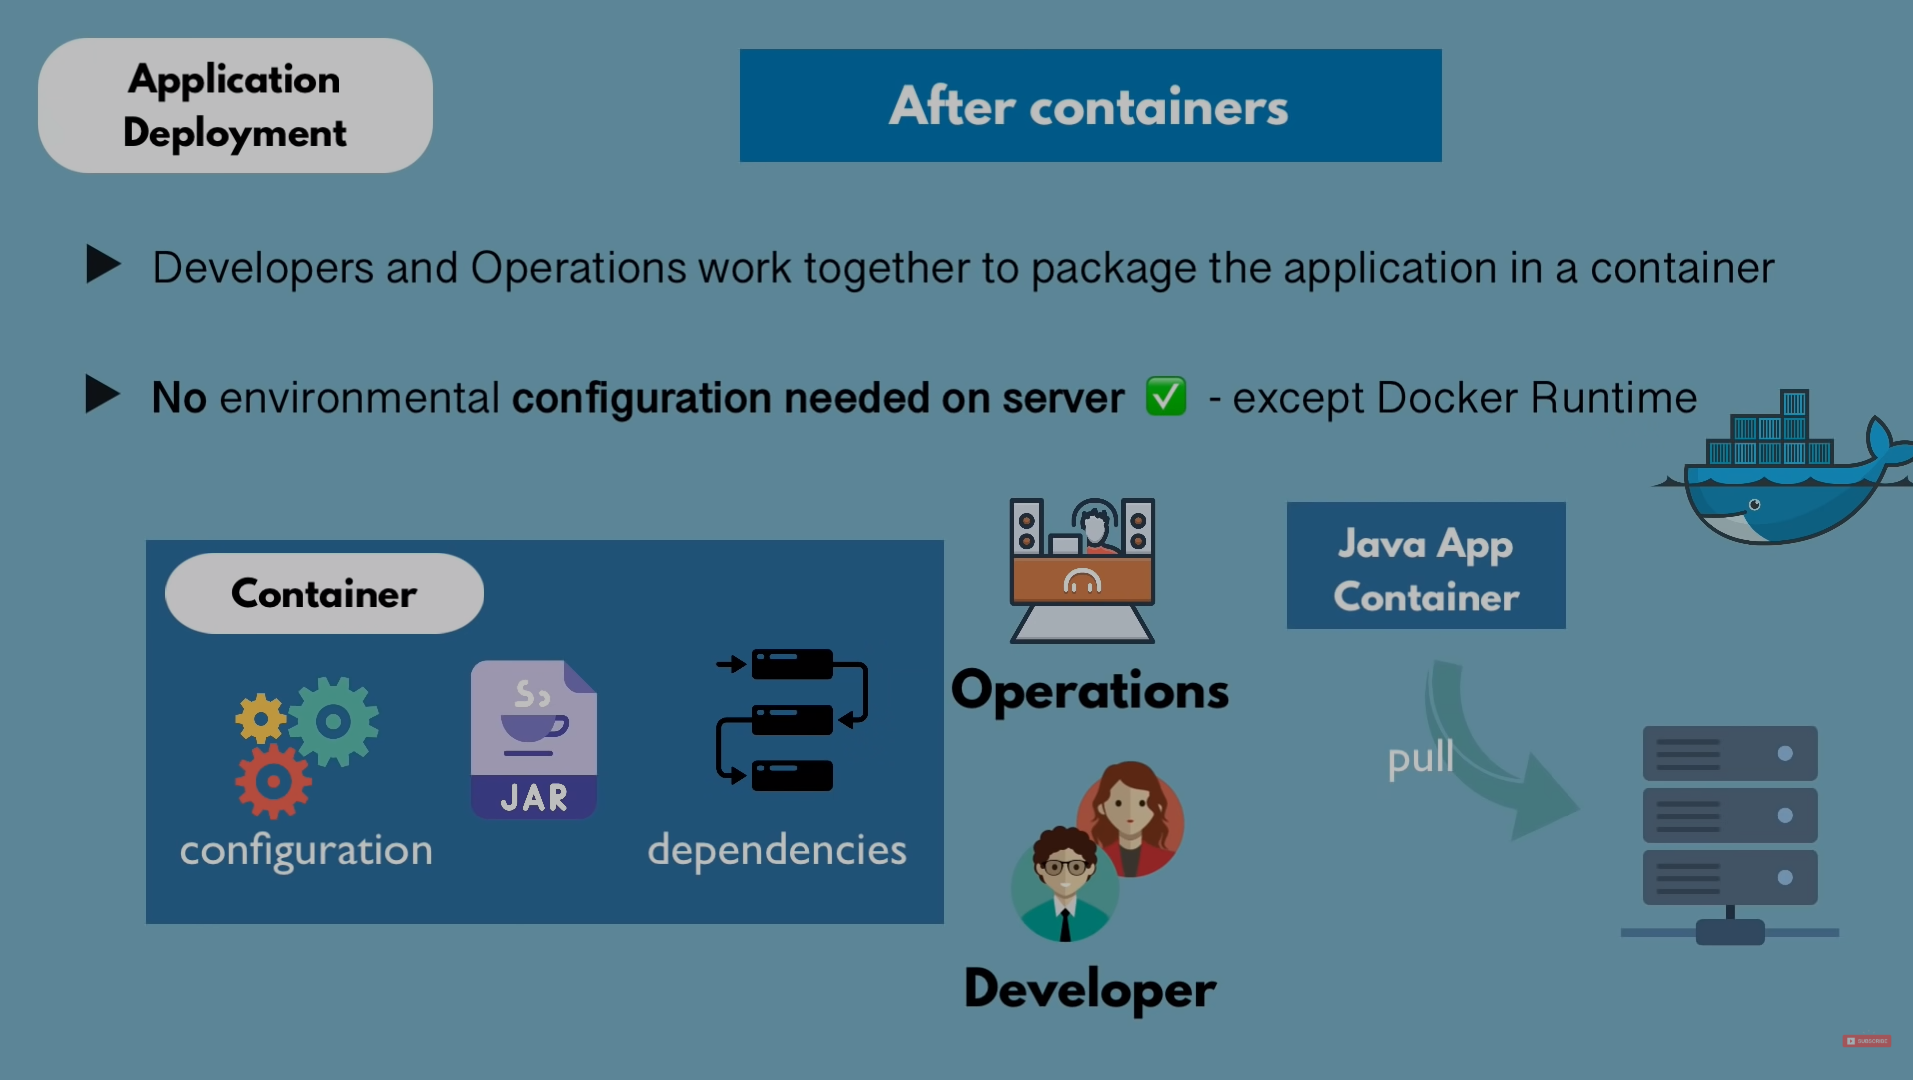 Application
Deployment
After containers
Developers and Operations work together to package the application in a container
No environmental configuration needed on server ✅ - except Docker Runtime
Container
configuration
JAR
dependencies
Operations
Developer
Java App
Container
pull
SUBSCRIBE